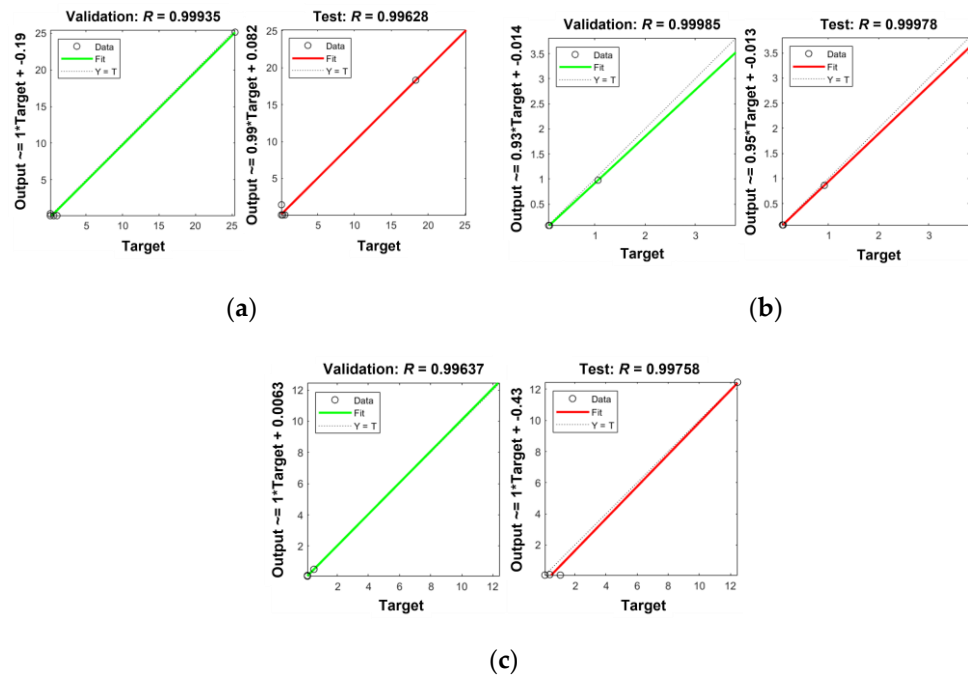 Validation: R = 0.99935
Output ~= 1*Target + -0.19
Data
Fit
Y = T
25
20
15
10
5
5 10 15 20 25
Target
Test: R = 0.99628
Output ~= 0.99*Target + 0.082
Data
Fit
Y = T
25
20
15
10
5
5 10 15 20 25
Target
(a)
Validation: R = 0.99985
Output ~= 0.93*Target + -0.014
Data
Fit
Y = T
3.5
3
2.5
2
1.5
1
0.5
1 2 3
Target
Test: R = 0.99978
Output ~= 0.95*Target + -0.013
Data
Fit
Y = T
3.5
3
2.5
2
1.5
1
0.5
1 2 3
Target
(b)
Validation: R = 0.99637
Output ~= 1*Target + 0.0063
Data
Fit
Y = T
12
10
8
6
4
2
2 4 6 8 10 12
Target
Test: R = 0.99758
Output ~= 1*Target + -0.43
Data
Fit
Y = T
12
10
8
6
4
2
2 4 6 8 10 12
Target
(c)